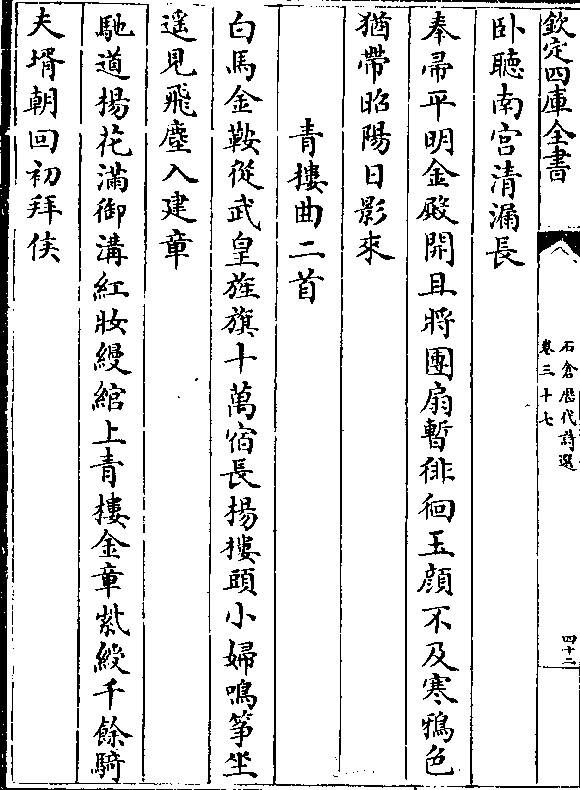 欽定四庫全書
石倉歷代詩選
卷三十七
四十二
卧聽南宮清漏長
奉帚平明金殿開且將團扇暫徘徊玉顔不及寒鴉色
猶帶昭陽日影來
青樓曲二首
白馬金鞍從武皇旌旗十萬宿長楊樓頭小婦鳴箏坐
遥見飛塵入建章
馳道揚花滿御溝紅妝縵綰上青樓金章紫綬千餘騎
夫壻朝回初拜侯